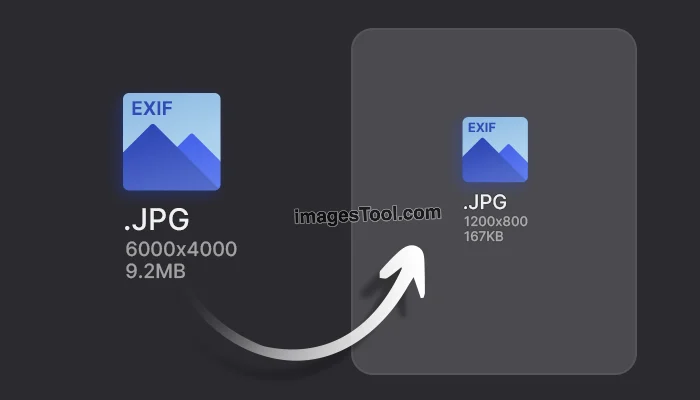 EXIF
.JPG
6000x4000
9.2MB
imagesTool.com
EXIF
.JPG
1200x800
167KB